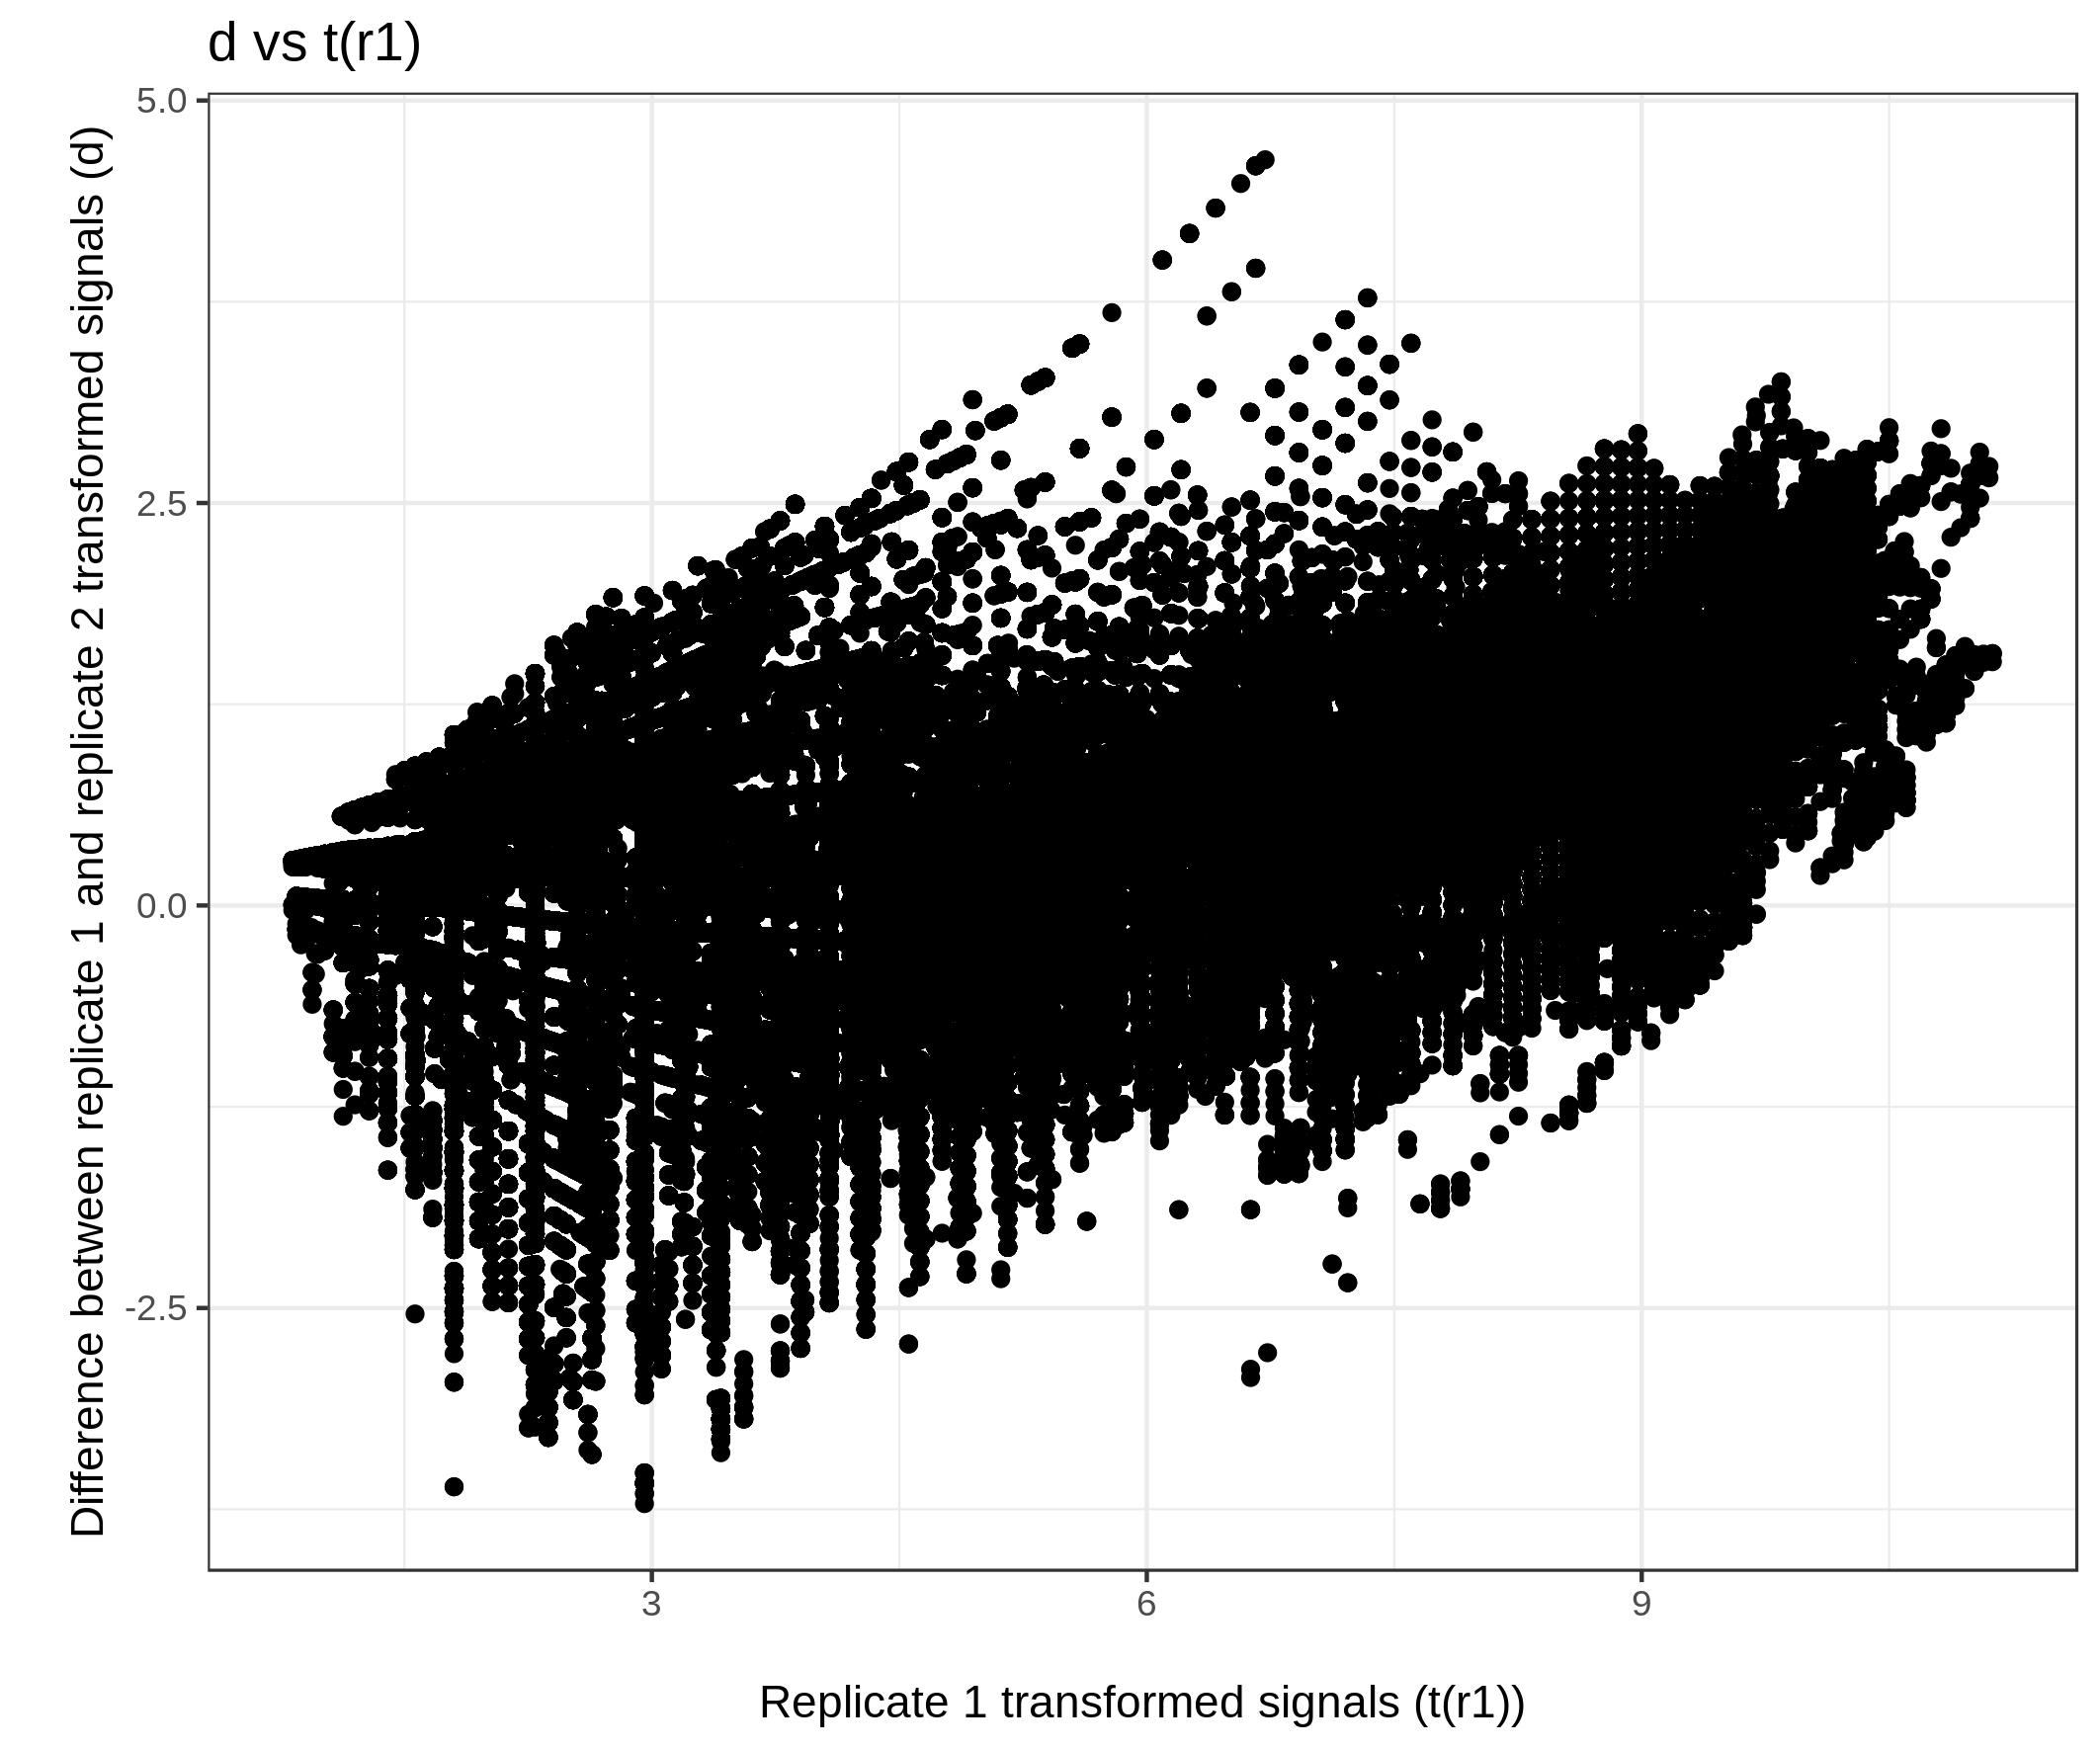 d vs t(r1)
Difference between replicate 1 and replicate 2 transformed signals (d)
5.0
2.5
0.0
-2.5
3
6
9
Replicate 1 transformed signals (t(r1))